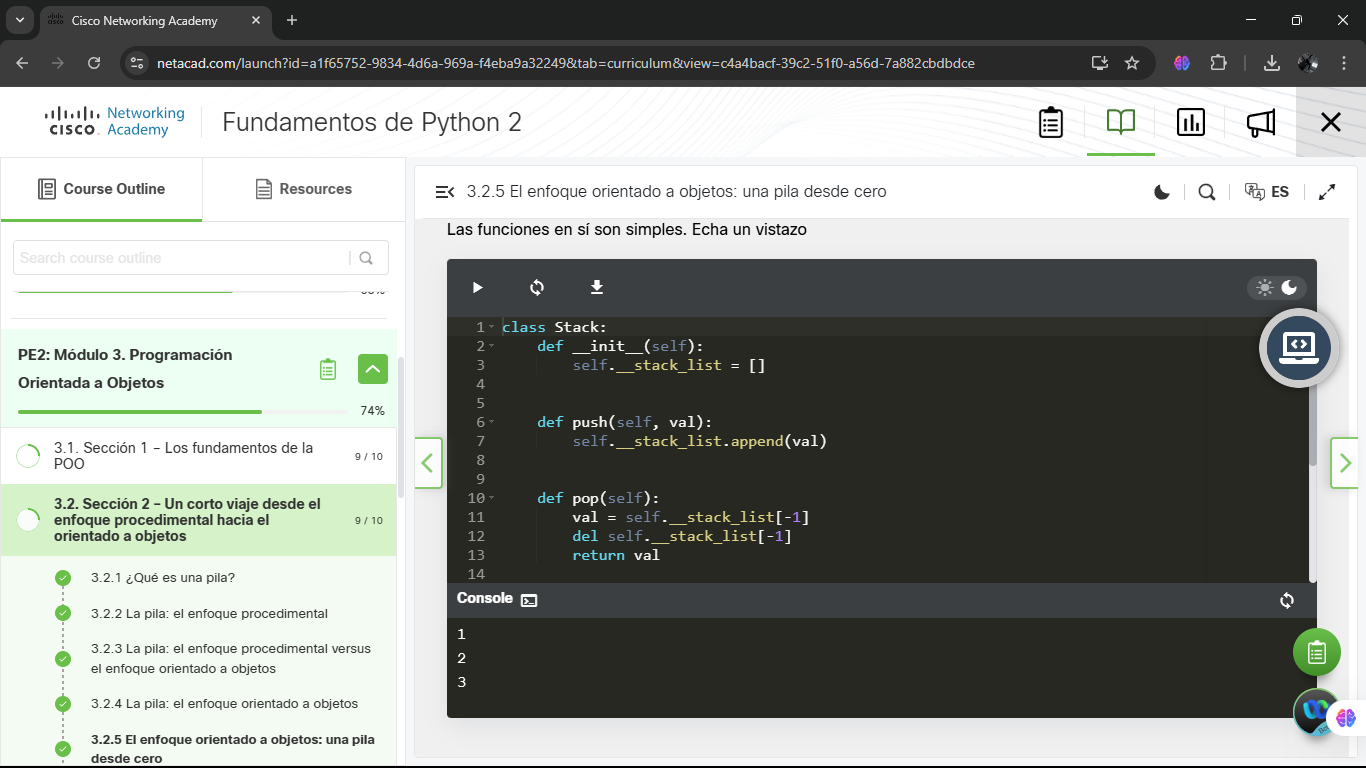 Cisco Networking Academy
netacad.com/launch?id=a1f65752-9834-4d6a-969a-f4eba9a32249&tab=curriculum&view=c4a4bacf-39c2-51f0-a56d-7a882cbdbdce
CISCO Networking Academy
Fundamentos de Python 2
Course Outline
Resources
Search course outline
PE2: Módulo 3. Programación
Orientada a Objetos
74%
3.1. Sección 1 – Los fundamentos de la
POO
9 / 10
3.2. Sección 2 – Un corto viaje desde el
enfoque procedimental hacia el
orientado a objetos
9 / 10
3.2.1 ¿Qué es una pila?
3.2.2 La pila: el enfoque procedimental
3.2.3 La pila: el enfoque procedimental versus
el enfoque orientado a objetos
3.2.4 La pila: el enfoque orientado a objetos
3.2.5 El enfoque orientado a objetos: una pila
desde cero
3.2.5 El enfoque orientado a objetos: una pila desde cero
ES
Las funciones en sí son simples. Echa un vistazo
1 class Stack:
2     def __init__(self):
3         self.__stack_list = []
4
5
6     def push(self, val):
7         self.__stack_list.append(val)
8
9
10     def pop(self):
11         val = self.__stack_list[-1]
12         del self.__stack_list[-1]
13         return val
14
Console
1
2
3